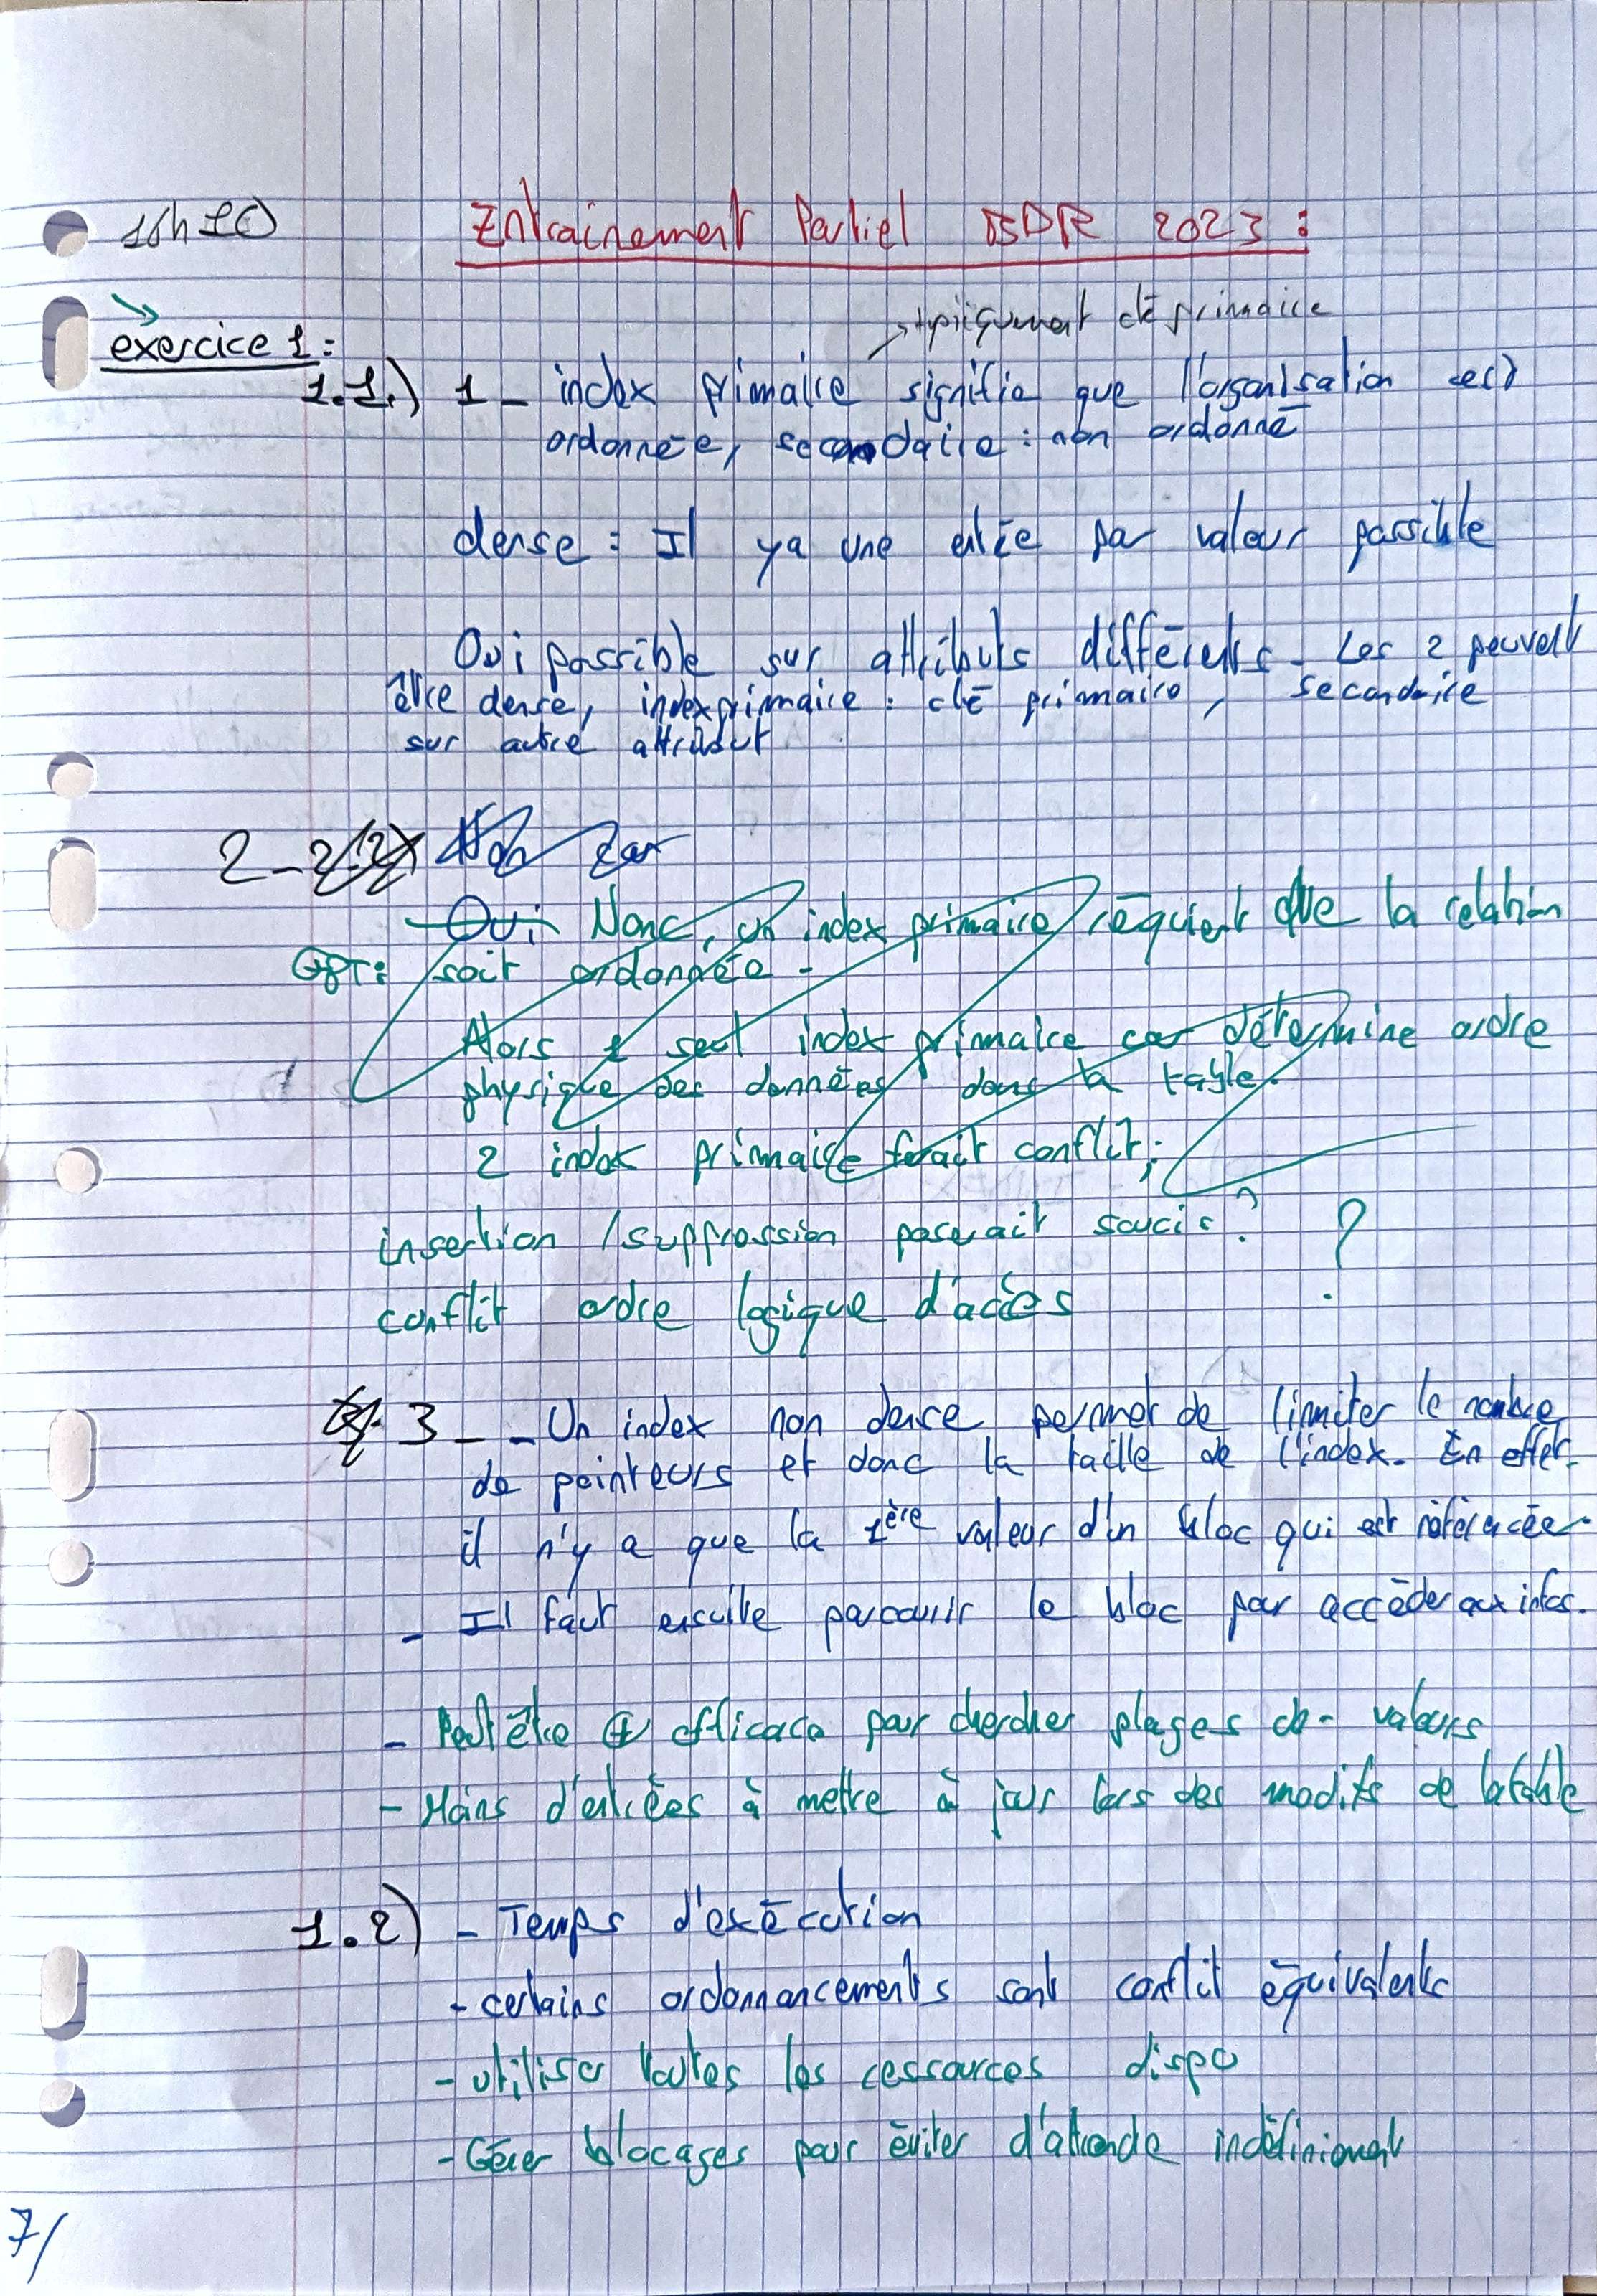 16h10
Entrainement Partiel BDR 2023 :
→ typiquement clé primaire
exercice 1 :
1.1.) 1 - index primaire signifie que l'organisation est
ordonnée, secondaire : non ordonné
dense : Il y a une entrée par valeur possible
Oui possible sur attributs différents - Les 2 peuvent
être dense, index primaire : clé primaire, secondaire
sur autre attribut
2 - Non car
Oui Non, un index primaire requiert que la relation
GPT : soit ordonnée -
Alors 1 seul index primaire car détermine ordre
physique des données dans la table.
2 index primaire ferait conflit ;
insertion / suppression poserait soucis ? ?
conflit ordre logique d'accès
3 - - Un index non dense permet de limiter le nombre
de pointeurs et donc la taille de l'index. En effet
il n'y a que la 1ère valeur d'un bloc qui est référencée.
- Il faut ensuite parcourir le bloc pour accéder aux infos.
- Peut être + efficace pour chercher plages de valeurs
- Moins d'entrées à mettre à jour lors des modifs de la table
1.2) - Temps d'exécution
- certains ordonnancements sont conflit équivalents
- utiliser toutes les ressources dispo
- Gérer blocages pour éviter d'attendre indéfiniment
7/